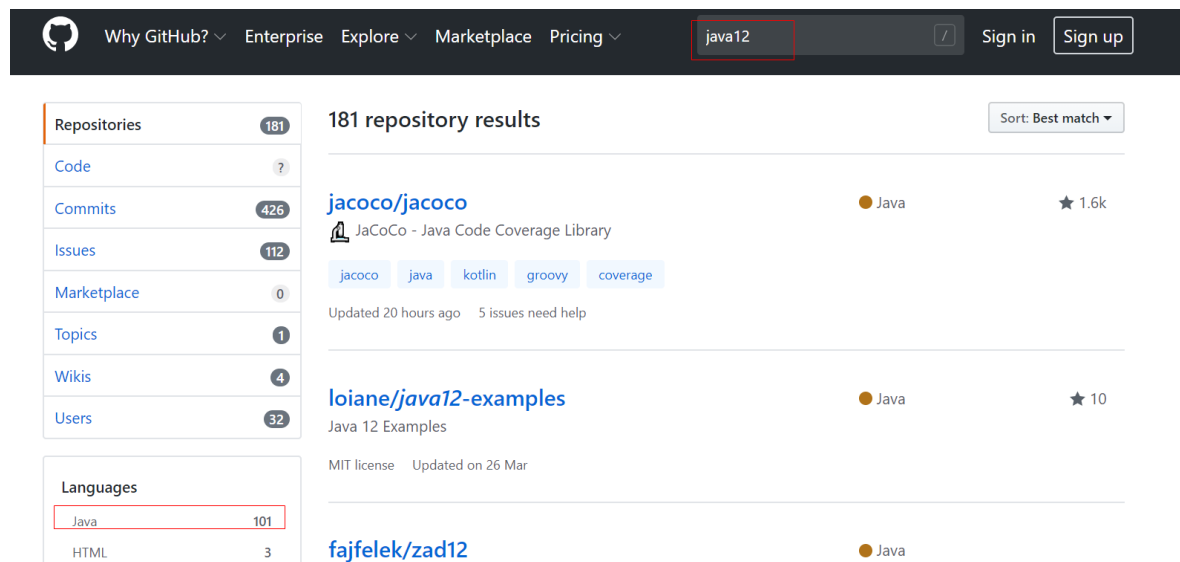 Why GitHub? Enterprise Explore Marketplace Pricing java12 / Sign in Sign up
Repositories 181
Code ?
Commits 426
Issues 112
Marketplace 0
Topics 1
Wikis 4
Users 32
Languages
Java 101
HTML 3
181 repository results
Sort: Best match
jacoco/jacoco
Java
1.6k
JaCoCo - Java Code Coverage Library
jacoco java kotlin groovy coverage
Updated 20 hours ago 5 issues need help
loiane/java12-examples
Java
10
Java 12 Examples
MIT license Updated on 26 Mar
fajfelek/zad12
Java